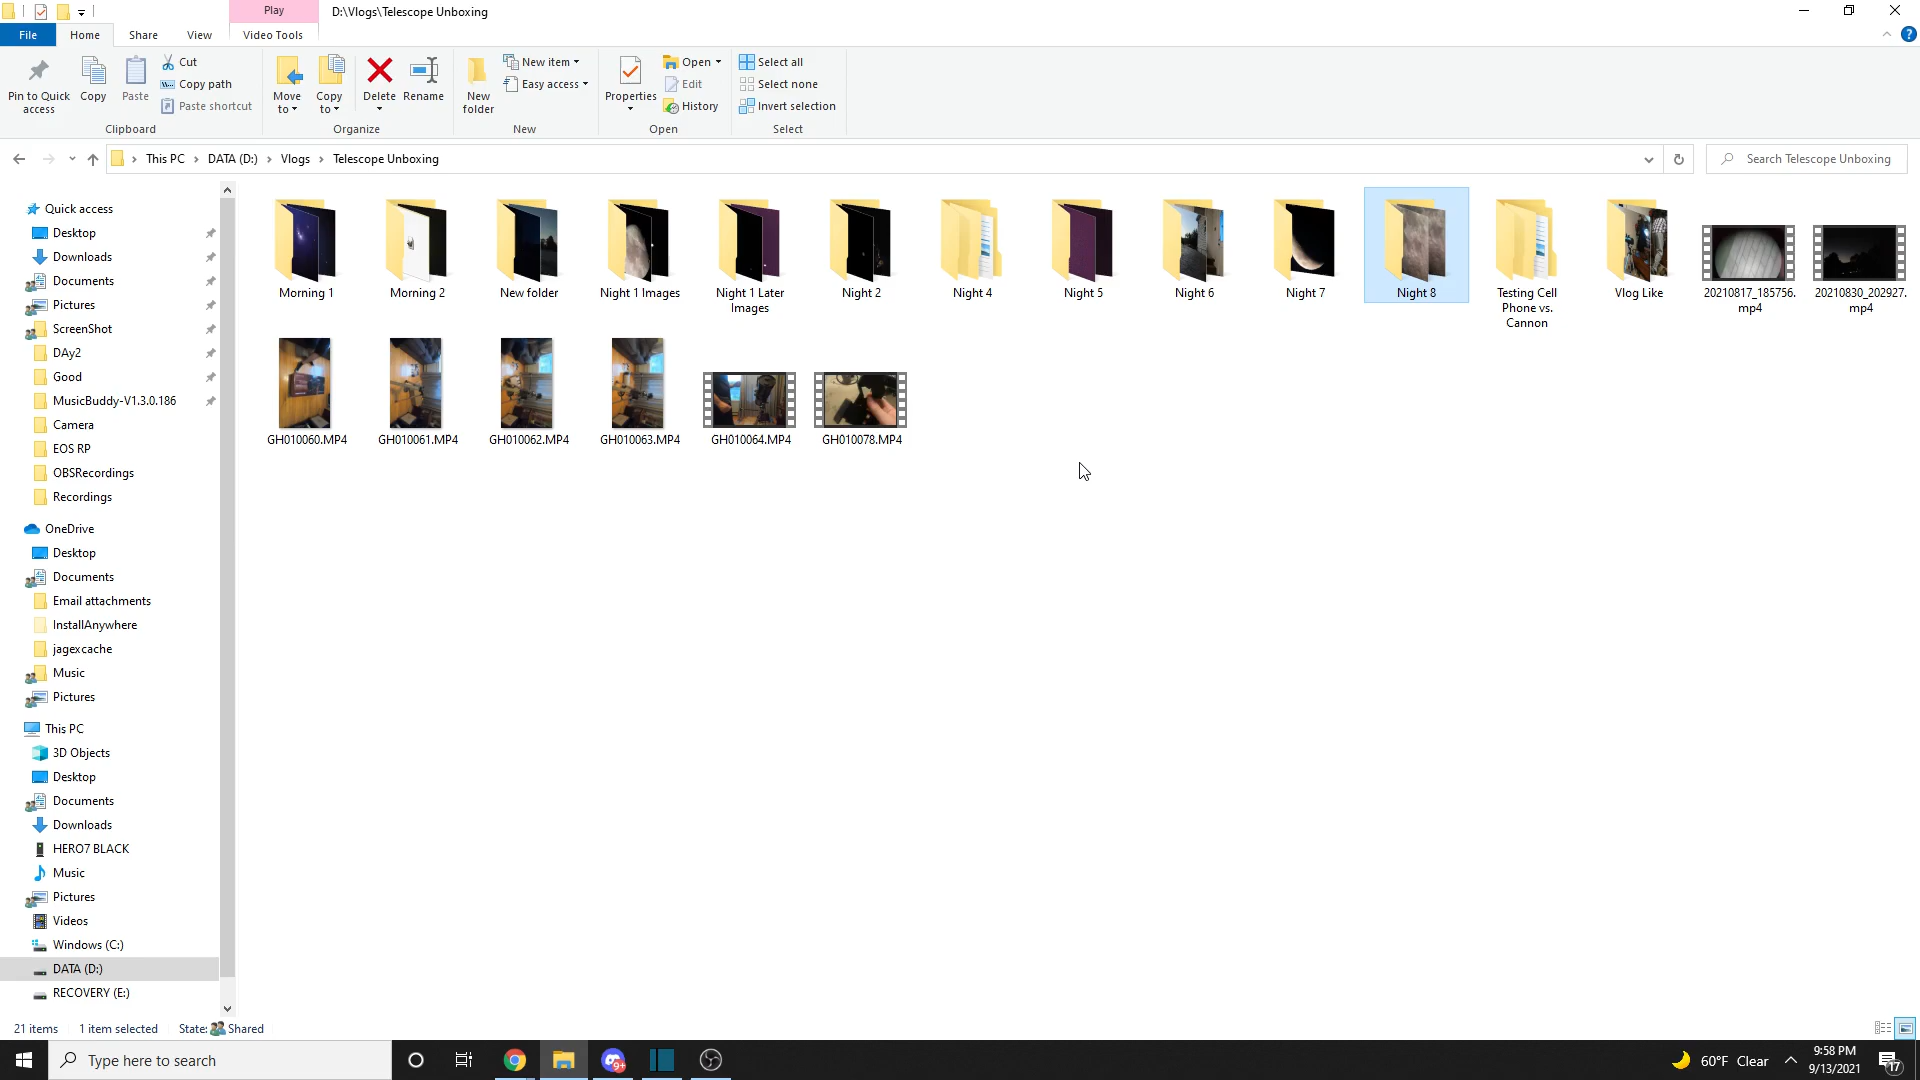 Play
D:\Vlogs\Telescope Unboxing
File
Home
Share
View
Video Tools
Pin to Quick access
Copy
Paste
Cut
Copy path
Paste shortcut
Clipboard
Move to
Copy to
Delete
Rename
Organize
New folder
New item
Easy access
New
Properties
Open
Edit
History
Open
Select all
Select none
Invert selection
Select
This PC
DATA (D:)
Vlogs
Telescope Unboxing
Search Telescope Unboxing
Quick access
Desktop
Downloads
Documents
Pictures
ScreenShot
DAy2
Good
MusicBuddy-V1.3.0.186
Camera
EOS RP
OBSRecordings
Recordings
OneDrive
Desktop
Documents
Email attachments
InstallAnywhere
jagexcache
Music
Pictures
This PC
3D Objects
Desktop
Documents
Downloads
HERO7 BLACK
Music
Pictures
Videos
Windows (C:)
DATA (D:)
RECOVERY (E:)
Morning 1
Morning 2
New folder
Night 1 Images
Night 1 Later
Images
Night 2
Night 4
Night 5
Night 6
Night 7
Night 8
Testing Cell
Phone vs.
Cannon
Vlog Like
20210817_185756.
mp4
20210830_202927.
mp4
GH010060.MP4
GH010061.MP4
GH010062.MP4
GH010063.MP4
GH010064.MP4
GH010078.MP4
21 items
1 item selected
State: Shared
Type here to search
9+
60°F Clear
9:58 PM
9/13/2021
17